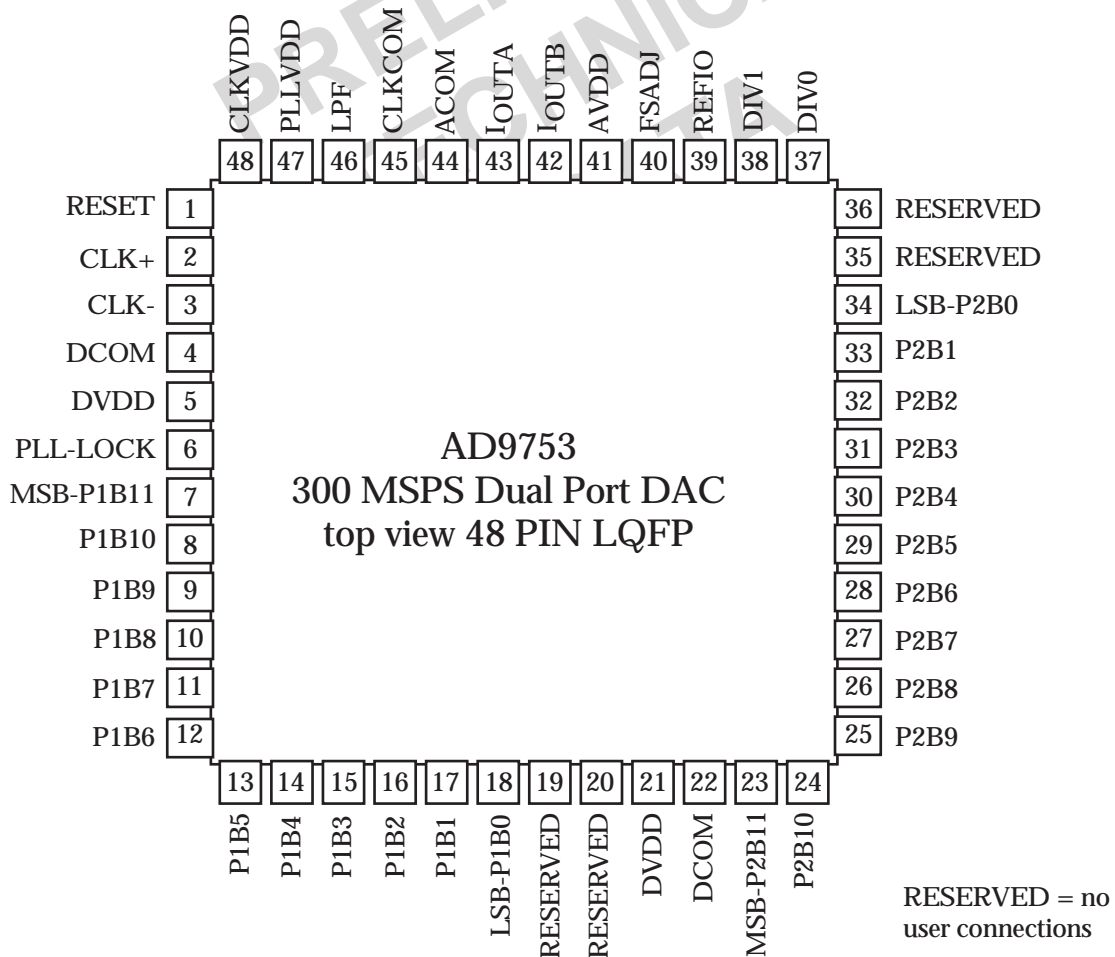 PRELI
TECHNICA
DATA
CLKVDD
PLLVDD
LPF
CLKCOM
ACOM
IOUTA
IOUTB
AVDD
FSADJ
REFIO
DIV1
DIV0
48 47 46 45 44 43 42 41 40 39 38 37
RESET 1
CLK+ 2
CLK- 3
DCOM 4
DVDD 5
PLL-LOCK 6
MSB-P1B11 7
P1B10 8
P1B9 9
P1B8 10
P1B7 11
P1B6 12
AD9753
300 MSPS Dual Port DAC
top view 48 PIN LQFP
36 RESERVED
35 RESERVED
34 LSB-P2B0
33 P2B1
32 P2B2
31 P2B3
30 P2B4
29 P2B5
28 P2B6
27 P2B7
26 P2B8
25 P2B9
13 14 15 16 17 18 19 20 21 22 23 24
P1B5
P1B4
P1B3
P1B2
P1B1
LSB-P1B0
RESERVED
RESERVED
DVDD
DCOM
MSB-P2B11
P2B10
RESERVED = no
user connections